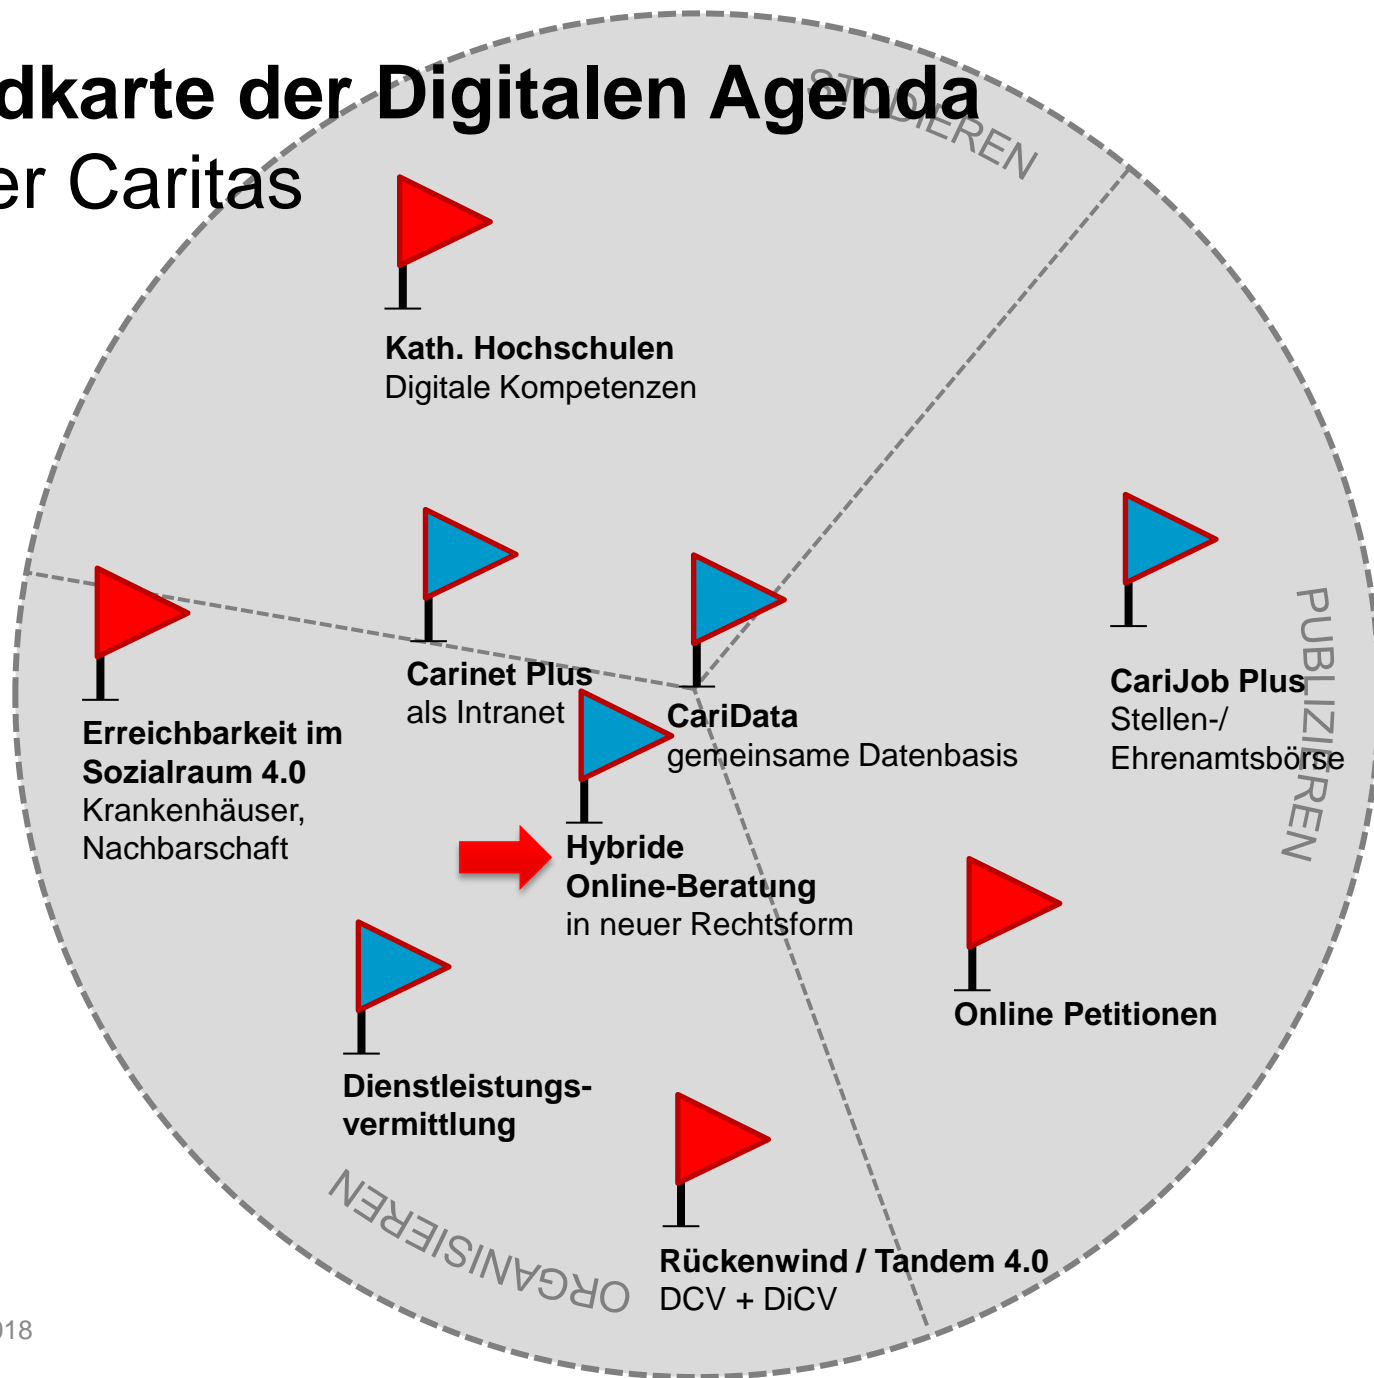 dkarte der Digitalen Agenda
er Caritas
STUDIEREN
Kath. Hochschulen
Digitale Kompetenzen
Carinet Plus
als Intranet
CariData
gemeinsame Datenbasis
CariJob Plus
Stellen-/
Ehrenamtsbörse
PUBLIZIEREN
Erreichbarkeit im
Sozialraum 4.0
Krankenhäuser,
Nachbarschaft
Hybride
Online-Beratung
in neuer Rechtsform
Online Petitionen
Dienstleistungs-
vermittlung
ORGANISIEREN
Rückenwind / Tandem 4.0
DCV + DiCV
018